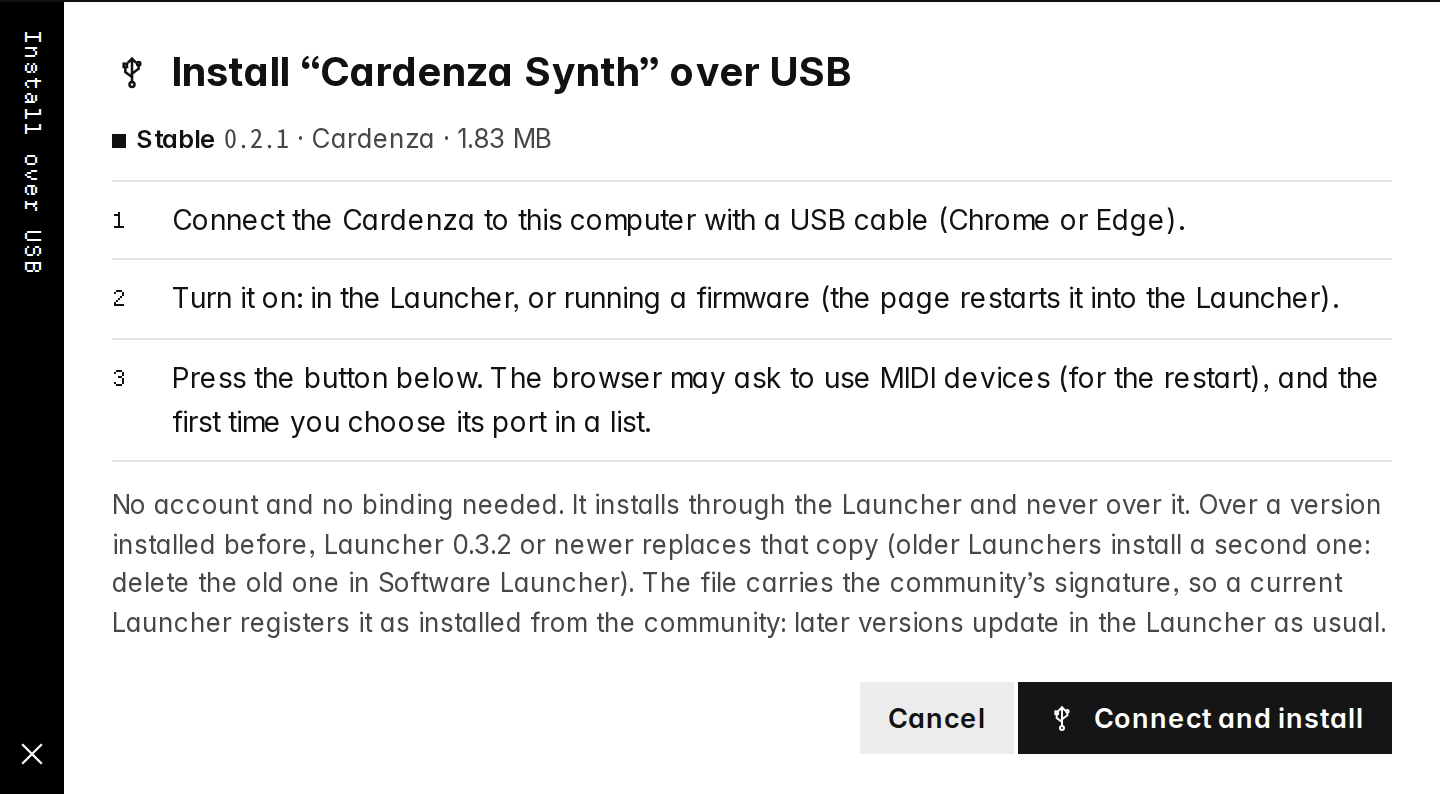 Install over USB
Install “Cardenza Synth” over USB
Stable 0.2.1 · Cardenza · 1.83 MB
1 Connect the Cardenza to this computer with a USB cable (Chrome or Edge).
2 Turn it on: in the Launcher, or running a firmware (the page restarts it into the Launcher).
3 Press the button below. The browser may ask to use MIDI devices (for the restart), and the
first time you choose its port in a list.
No account and no binding needed. It installs through the Launcher and never over it. Over a version
installed before, Launcher 0.3.2 or newer replaces that copy (older Launchers install a second one:
delete the old one in Software Launcher). The file carries the community’s signature, so a current
Launcher registers it as installed from the community: later versions update in the Launcher as usual.
Cancel Connect and install